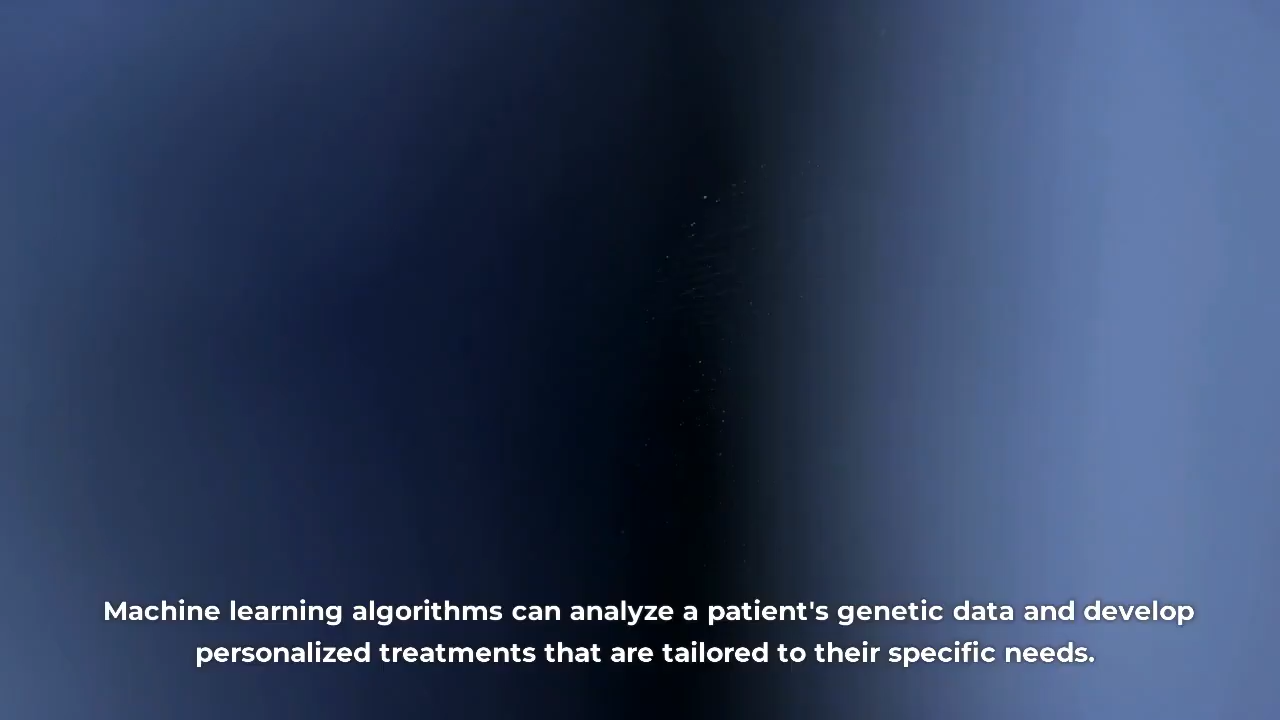 Machine learning algorithms can analyze a patient's genetic data and develop
personalized treatments that are tailored to their specific needs.